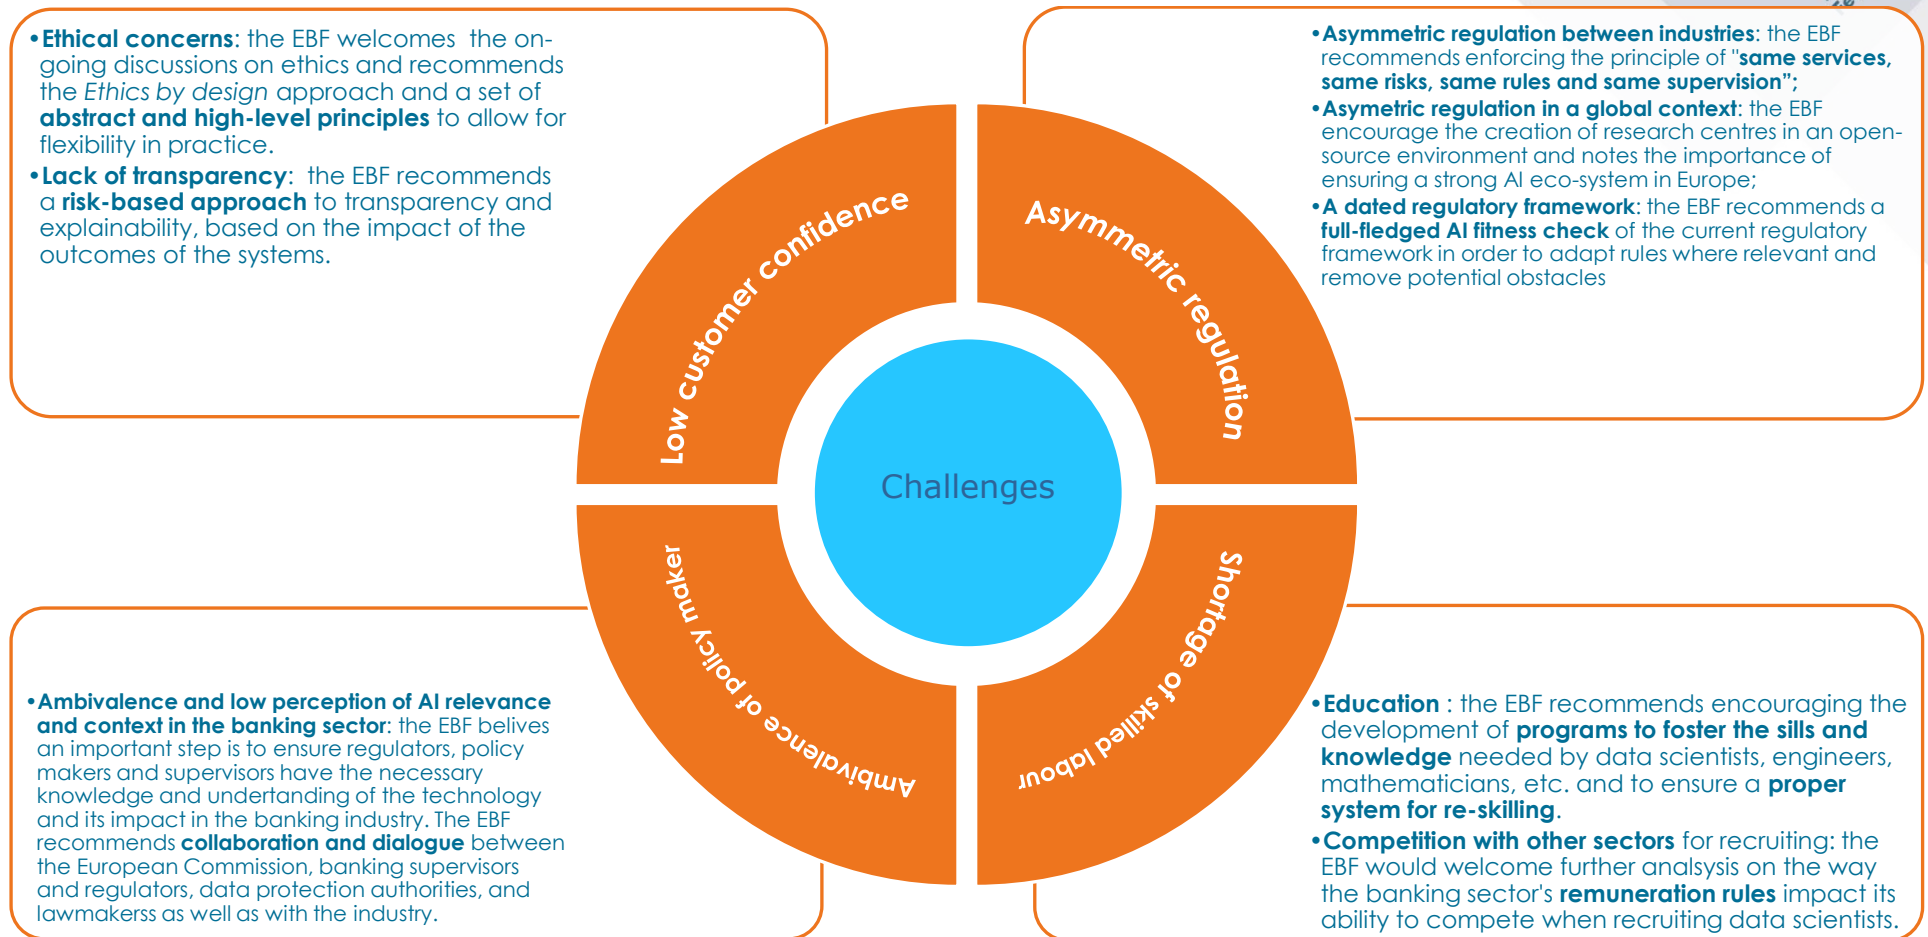 •Ethical concerns: the EBF welcomes the on-
going discussions on ethics and recommends
the Ethics by design approach and a set of
abstract and high-level principles to allow for
flexibility in practice.
•Lack of transparency: the EBF recommends
a risk-based approach to transparency and
explainability, based on the impact of the
outcomes of the systems.
•Asymmetric regulation between industries: the EBF
recommends enforcing the principle of "same services,
same risks, same rules and same supervision”;
•Asymetric regulation in a global context: the EBF
encourage the creation of research centres in an open-
source environment and notes the importance of
ensuring a strong AI eco-system in Europe;
•A dated regulatory framework: the EBF recommends a
full-fledged AI fitness check of the current regulatory
framework in order to adapt rules where relevant and
remove potential obstacles
Low customer confidence
Asymmetric regulation
Challenges
Ambivalence of policy maker
Shortage of skilled labour
•Ambivalence and low perception of AI relevance
and context in the banking sector: the EBF belives
an important step is to ensure regulators, policy
makers and supervisors have the necessary
knowledge and undertanding of the technology
and its impact in the banking industry. The EBF
recommends collaboration and dialogue between
the European Commission, banking supervisors
and regulators, data protection authorities, and
lawmakerss as well as with the industry.
•Education : the EBF recommends encouraging the
development of programs to foster the sills and
knowledge needed by data scientists, engineers,
mathematicians, etc. and to ensure a proper
system for re-skilling.
•Competition with other sectors for recruiting: the
EBF would welcome further analsysis on the way
the banking sector's remuneration rules impact its
ability to compete when recruiting data scientists.